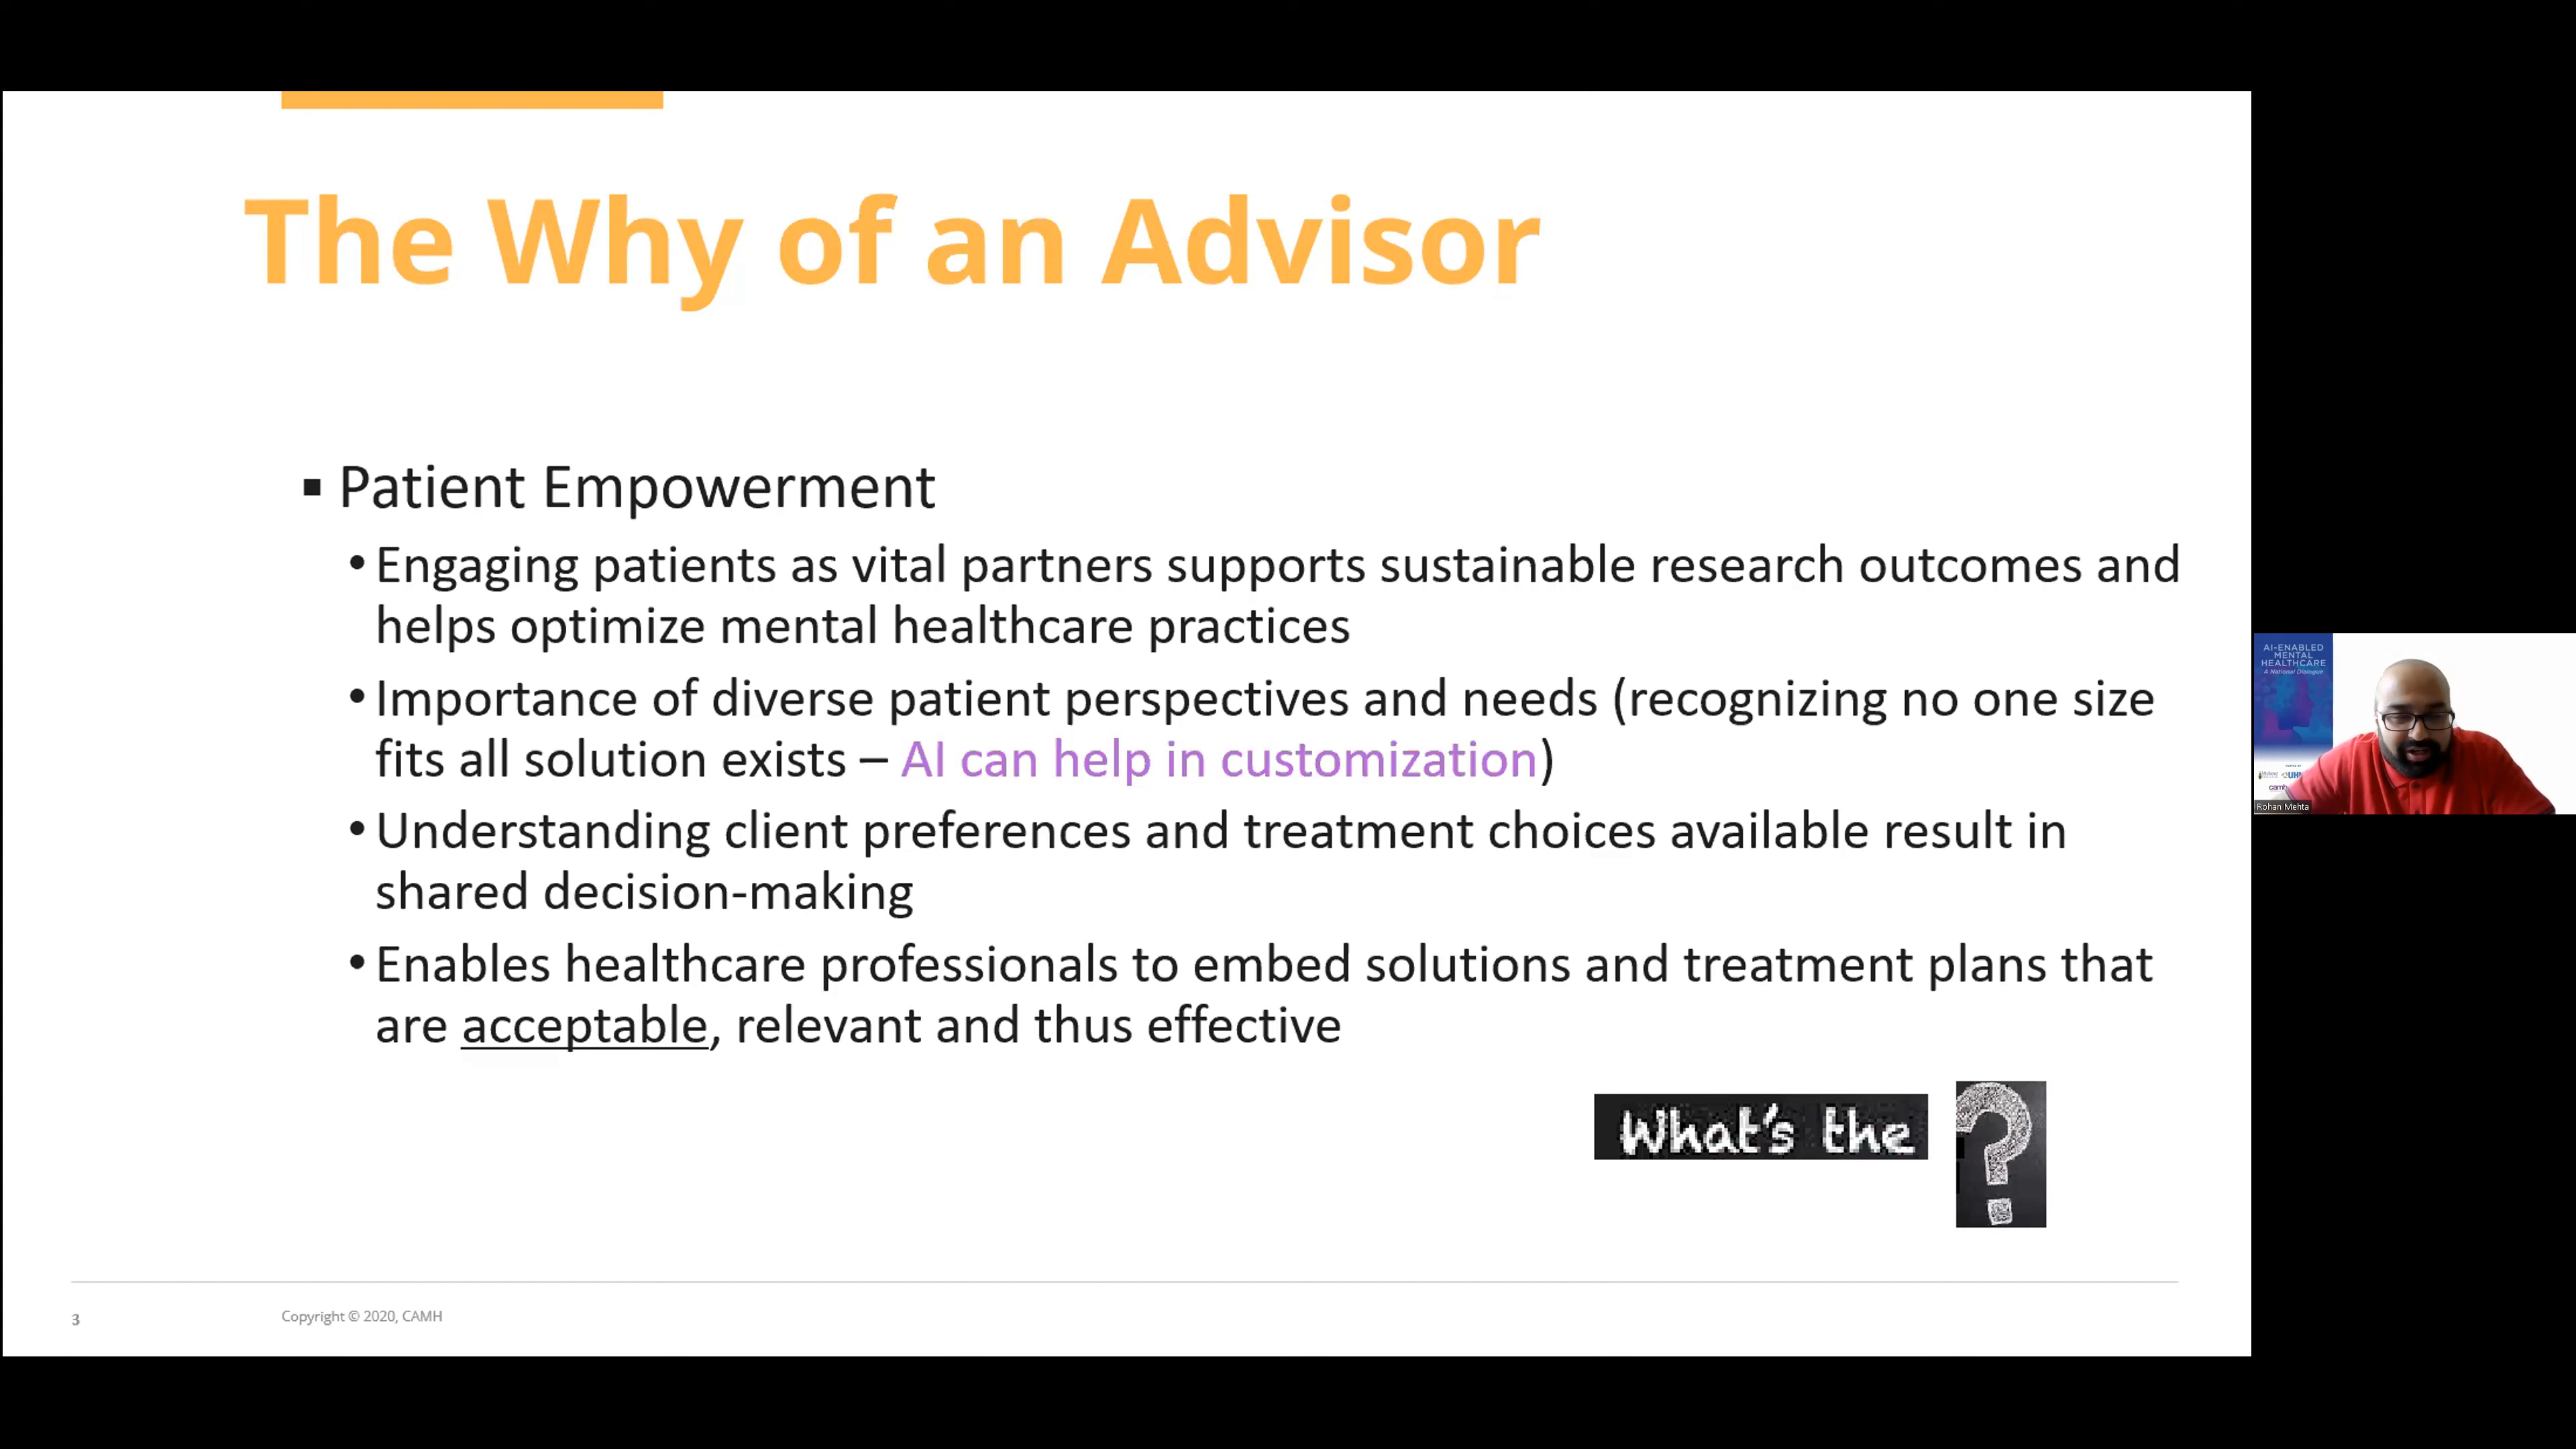 The Why of an Advisor
▪ Patient Empowerment
• Engaging patients as vital partners supports sustainable research outcomes and
helps optimize mental healthcare practices
• Importance of diverse patient perspectives and needs (recognizing no one size
fits all solution exists – AI can help in customization)
• Understanding client preferences and treatment choices available result in
shared decision-making
• Enables healthcare professionals to embed solutions and treatment plans that
are acceptable, relevant and thus effective
What's the ?
3
Copyright © 2020, CAMH
AI-ENABLED
MENTAL
HEALTHCARE
A National Dialogue
camh
Rohan Mehta